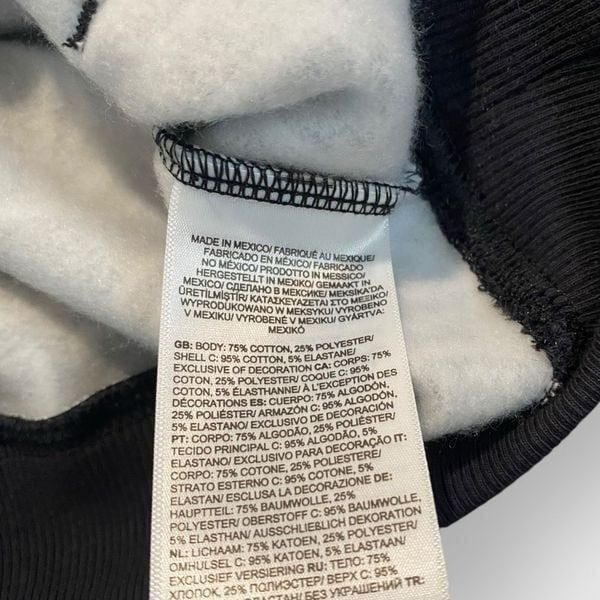 MADE IN MEXICO/ FABRIQUÉ AU MEXIQUE/
FABRICADO EN MÉXICO/ FABRICADO
NO MÉXICO/ PRODOTTO IN MESSICO/
HERGESTELLT IN MEXIKO/ GEMAAKT IN
MEXICO/ СДЕЛАНО В МЕКСИКЕ/ MEKSİKA'DA
ÜRETİLMİŞTİR/ ΚΑΤΑΣΚΕΥΑΖΕΤΑΙ ΣΤΟ ΜΕΞΙΚΟ/
WYPRODUKOWANO W MEKSYKU/ VYROBENO
V MEXIKU/ VYROBENÉ V MEXIKU/ GYÁRTVA:
MEXIKÓ
GB: BODY: 75% COTTON, 25% POLYESTER/
SHELL C: 95% COTTON, 5% ELASTANE/
EXCLUSIVE OF DECORATION CA: CORPS: 75%
COTON, 25% POLYESTER/ COQUE C: 95%
COTON, 5% ÉLASTHANNE/ À L'EXCEPTION DES
DÉCORATIONS ES: CUERPO: 75% ALGODÓN,
25% POLIÉSTER/ ARMAZÓN C: 95% ALGODÓN,
5% ELASTANO/ EXCLUSIVO DE DECORACIÓN
PT: CORPO: 75% ALGODÃO, 25% POLIÉSTER/
TECIDO PRINCIPAL C: 95% ALGODÃO, 5%
ELASTANO/ EXCLUSIVO PARA DECORAÇÃO IT:
CORPO: 75% COTONE, 25% POLIESTERE/
STRATO ESTERNO C: 95% COTONE, 5%
ELASTAN/ ESCLUSA LA DECORAZIONE DE:
HAUPTTEIL: 75% BAUMWOLLE, 25%
POLYESTER/ OBERSTOFF C: 95% BAUMWOLLE,
5% ELASTHAN/ AUSSCHLIEßLICH DEKORATION
NL: LICHAAM: 75% KATOEN, 25% POLYESTER/
OMHULSEL C: 95% KATOEN, 5% ELASTAAN/
EXCLUSIEF VERSIERING RU: ТЕЛО: 75%
ХЛОПОК, 25% ПОЛИЭСТЕР/ ВЕРХ C: 95%
ЭЛАСТАН/ БЕЗ УКРАШЕНИЙ TR: